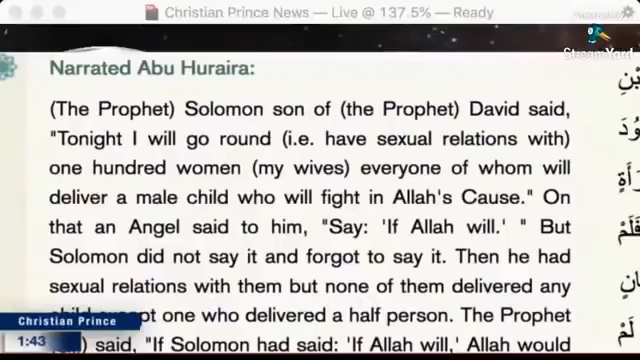 Christian Prince News — Live @ 137.5% — Ready
StreamYard
Narrated Abu Huraira:
(The Prophet) Solomon son of (the Prophet) David said,
"Tonight I will go round (i.e. have sexual relations with)
one hundred women (my wives) everyone of whom will
deliver a male child who will fight in Allah's Cause." On
that an Angel said to him, "Say: 'If Allah will.' " But
Solomon did not say it and forgot to say it. Then he had
sexual relations with them but none of them delivered any
child except one who delivered a half person. The Prophet
said, "If Solomon had said: 'If Allah will,' Allah would
Christian Prince
1:43